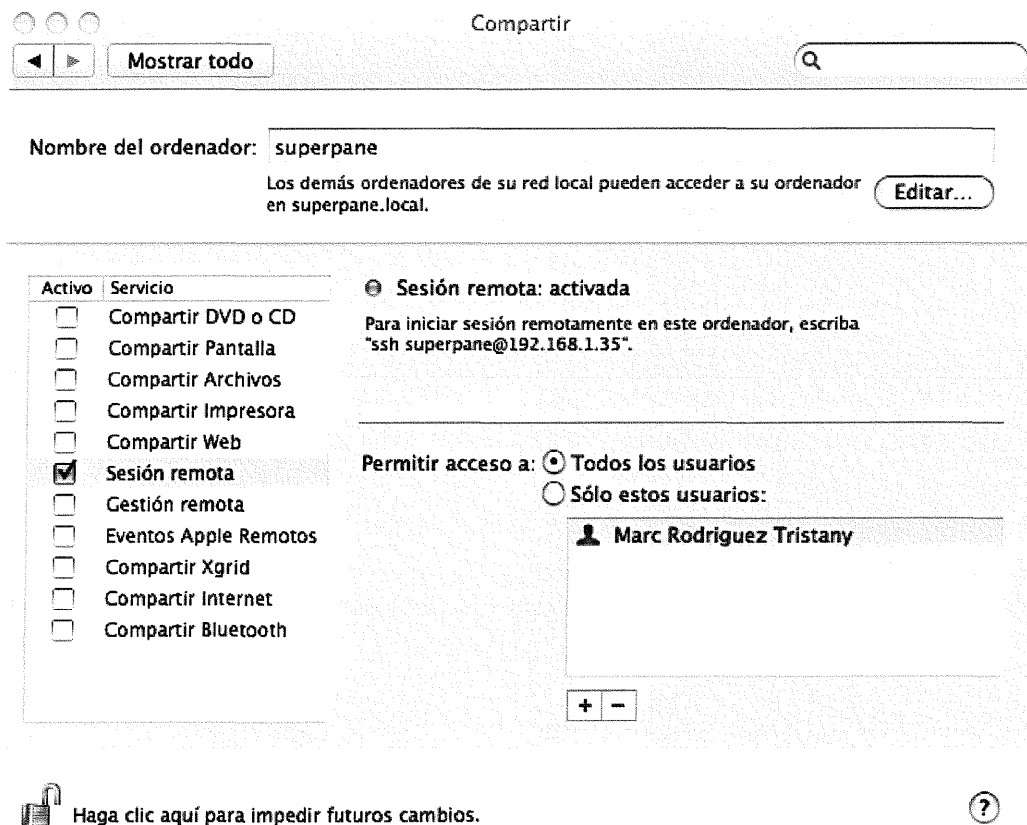 Compartir
Mostrar todo
Nombre del ordenador: superpane
Los demás ordenadores de su red local pueden acceder a su ordenador
en superpane.local.
Editar...
Activo Servicio
Compartir DVD o CD
Compartir Pantalla
Compartir Archivos
Compartir Impresora
Compartir Web
Sesión remota
Gestión remota
Eventos Apple Remotos
Compartir Xgrid
Compartir Internet
Compartir Bluetooth
Sesión remota: activada
Para iniciar sesión remotamente en este ordenador, escriba
"ssh superpane@192.168.1.35".
Permitir acceso a: Todos los usuarios
Sólo estos usuarios:
Marc Rodriguez Tristany
+ −
Haga clic aquí para impedir futuros cambios.
?